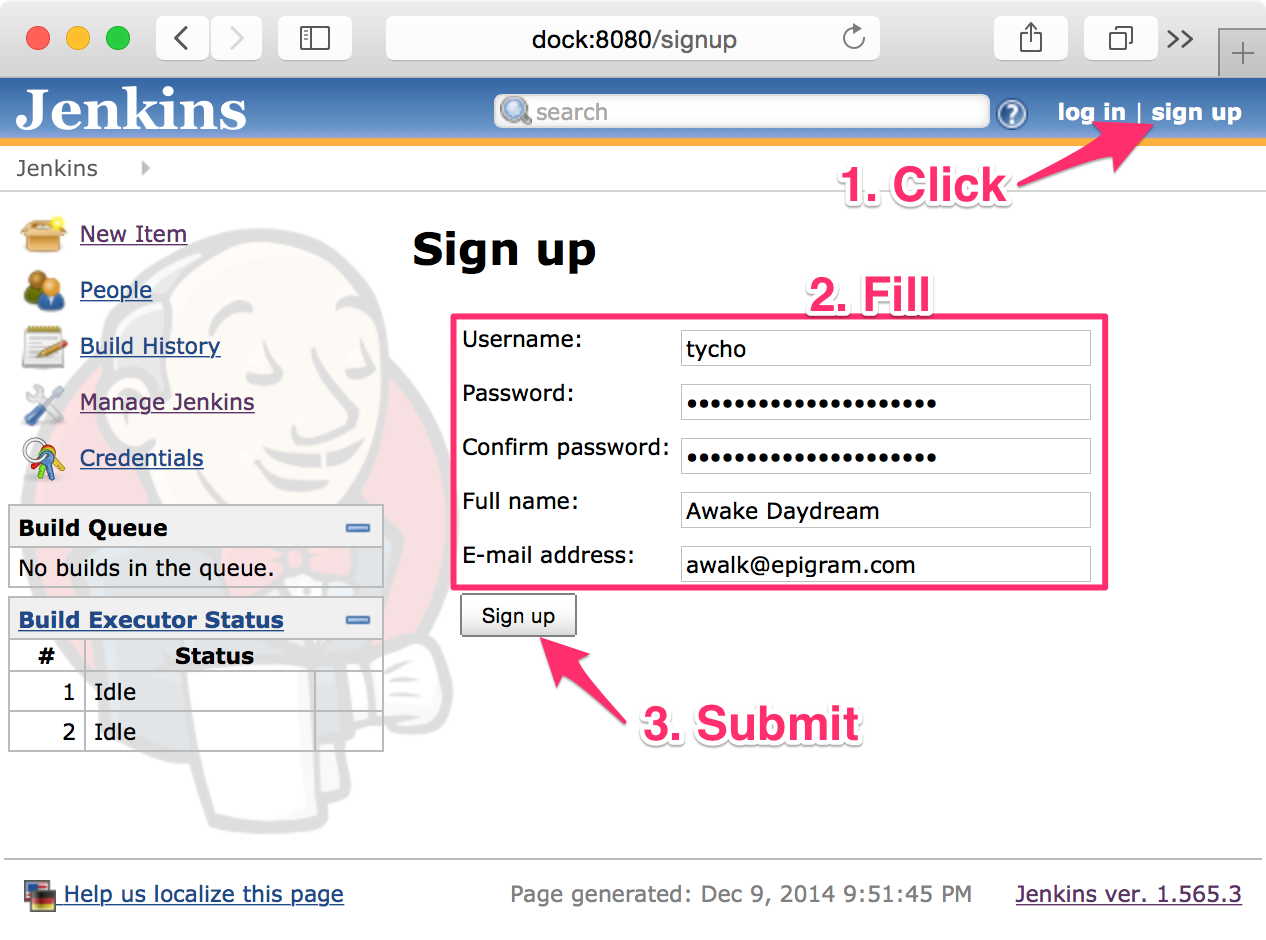 dock:8080/signup
Jenkins
search
log in | sign up
Jenkins
1. Click
New Item
People
Build History
Manage Jenkins
Credentials
Build Queue
No builds in the queue.
Build Executor Status
# Status
1 Idle
2 Idle
Sign up
2. Fill
Username: tycho
Password: •••••••••••••••••••••
Confirm password: •••••••••••••••••••••
Full name: Awake Daydream
E-mail address: awalk@epigram.com
Sign up
3. Submit
Help us localize this page
Page generated: Dec 9, 2014 9:51:45 PM
Jenkins ver. 1.565.3